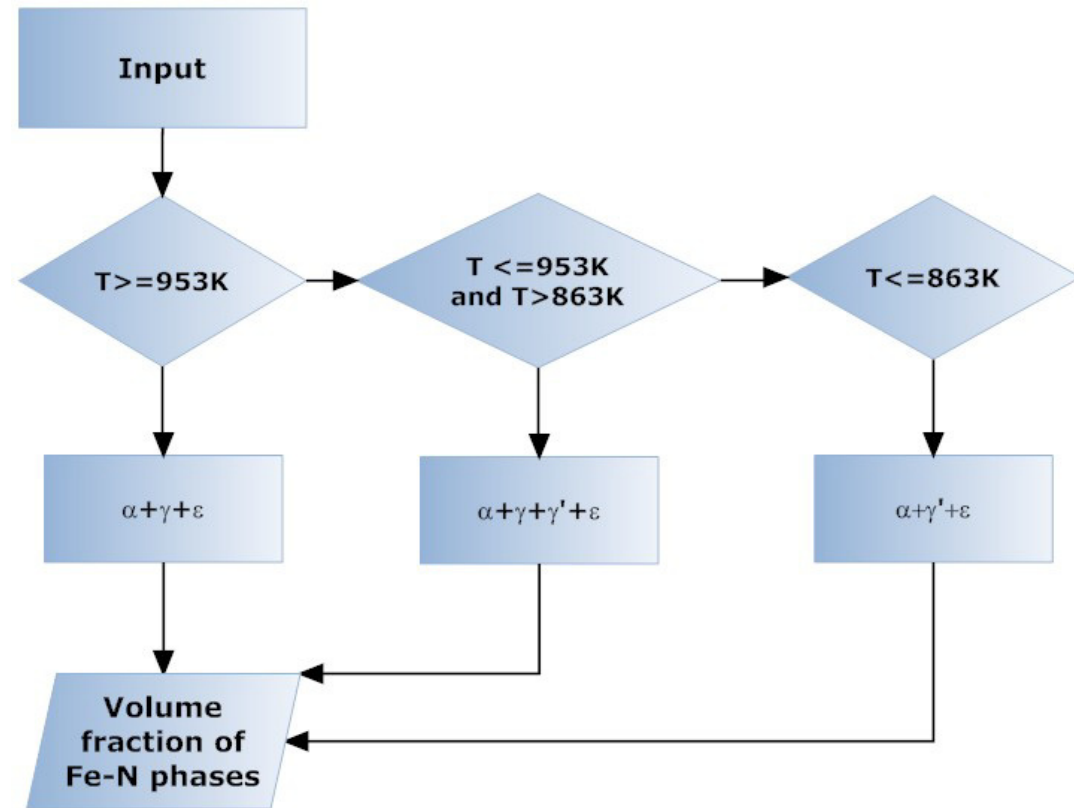 Input
T>=953K
T <=953K
and T>863K
T<=863K
α+γ+ε
α+γ+γ'+ε
α+γ'+ε
Volume
fraction of
Fe-N phases